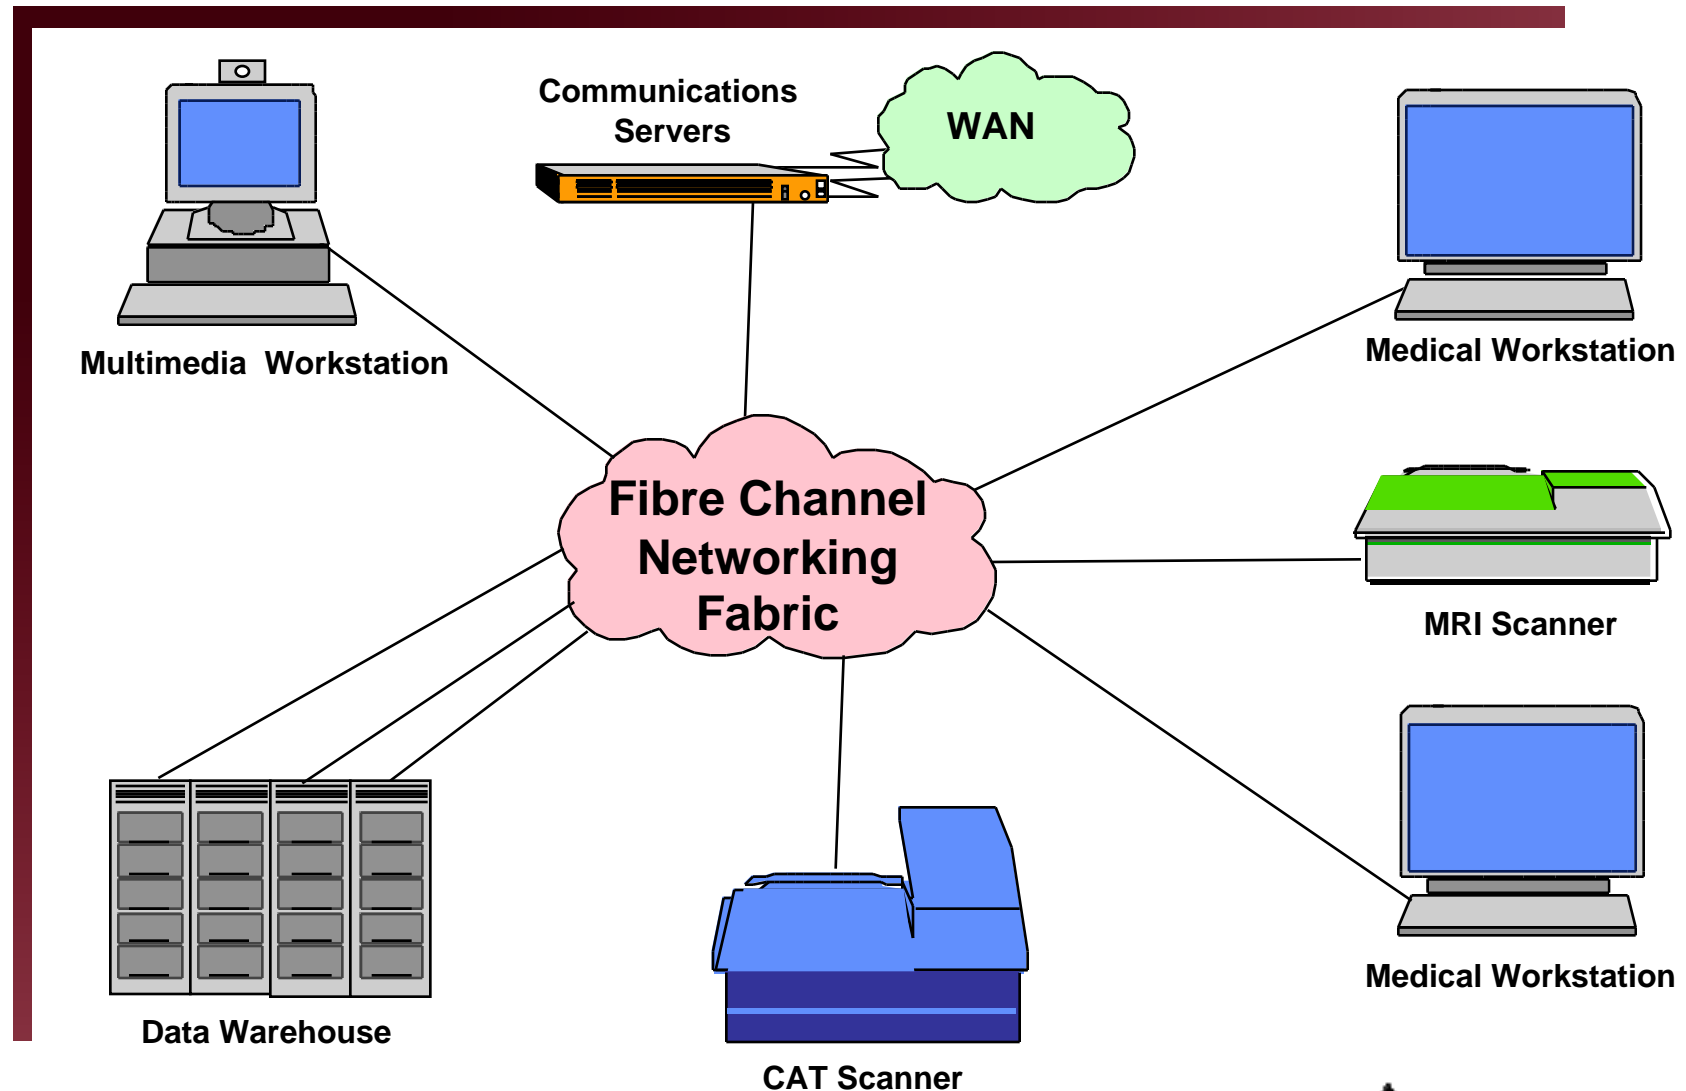 Communications
Servers
WAN
Multimedia  Workstation
Medical Workstation
Fibre Channel
Networking
Fabric
MRI Scanner
Data Warehouse
CAT Scanner
Medical Workstation